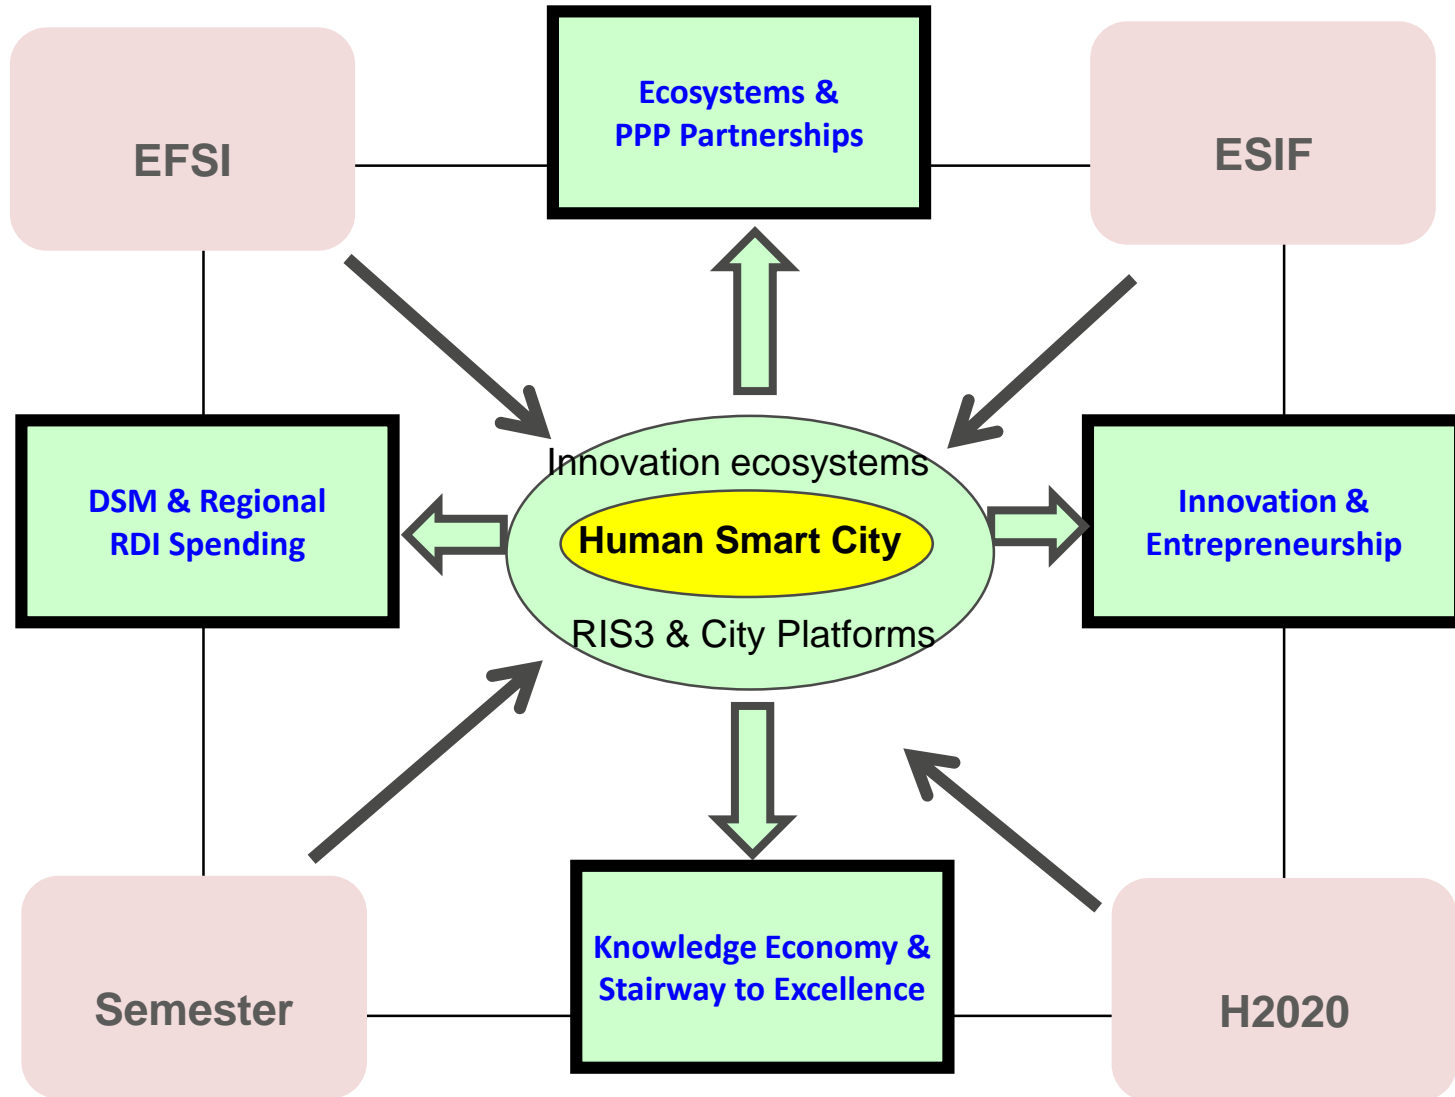 EFSI
Ecosystems &
PPP Partnerships
ESIF
DSM & Regional
RDI Spending
Innovation ecosystems
Human Smart City
RIS3 & City Platforms
Innovation &
Entrepreneurship
Semester
Knowledge Economy &
Stairway to Excellence
H2020